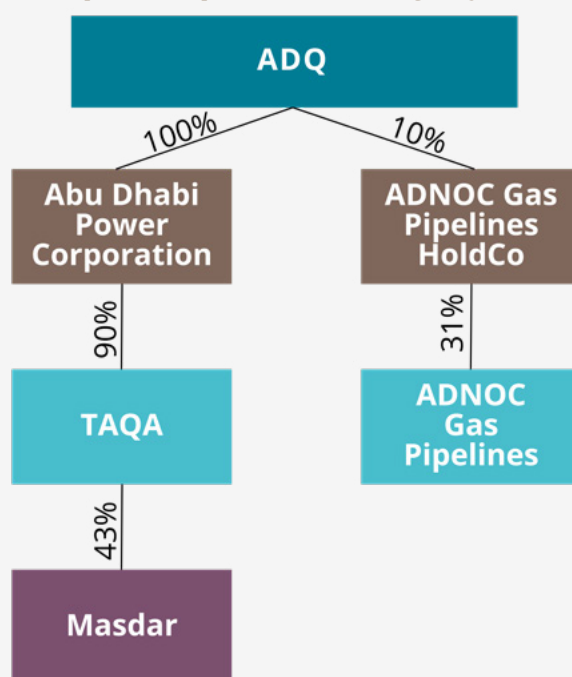 ADQ
100%
10%
Abu Dhabi
Power
Corporation
ADNOC Gas
Pipelines
HoldCo
90%
31%
TAQA
ADNOC
Gas
Pipelines
43%
Masdar